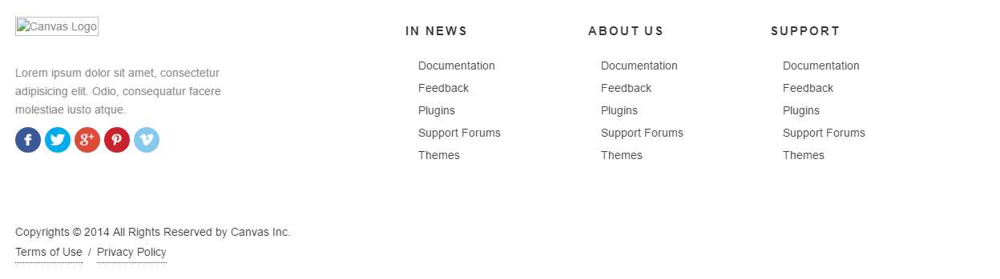 Canvas Logo
Lorem ipsum dolor sit amet, consectetur
adipisicing elit. Odio, consequatur facere
molestiae iusto atque.
IN NEWS
Documentation
Feedback
Plugins
Support Forums
Themes
ABOUT US
Documentation
Feedback
Plugins
Support Forums
Themes
SUPPORT
Documentation
Feedback
Plugins
Support Forums
Themes
Copyrights © 2014 All Rights Reserved by Canvas Inc.
Terms of Use / Privacy Policy